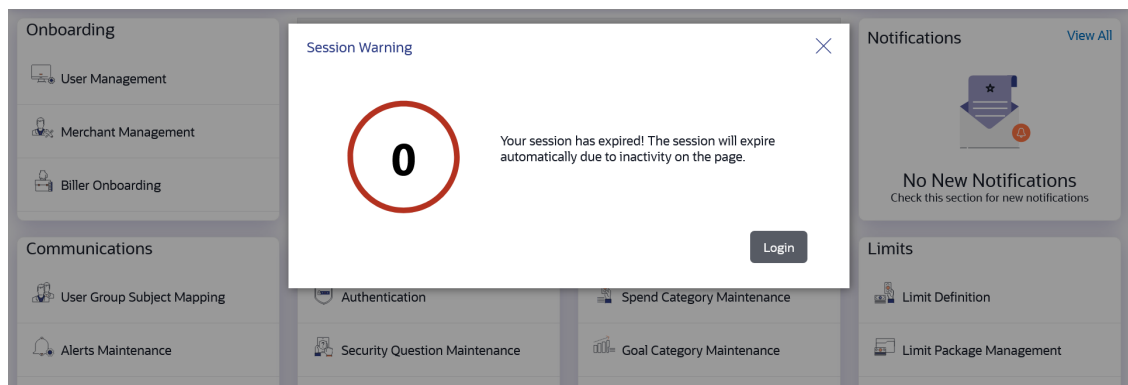 Onboarding
User Management
Merchant Management
Biller Onboarding
Session Warning
0
Your session has expired! The session will expire
automatically due to inactivity on the page.
Login
Notifications
View All
No New Notifications
Check this section for new notifications
Communications
User Group Subject Mapping
Alerts Maintenance
Authentication
Security Question Maintenance
Spend Category Maintenance
Goal Category Maintenance
Limits
Limit Definition
Limit Package Management